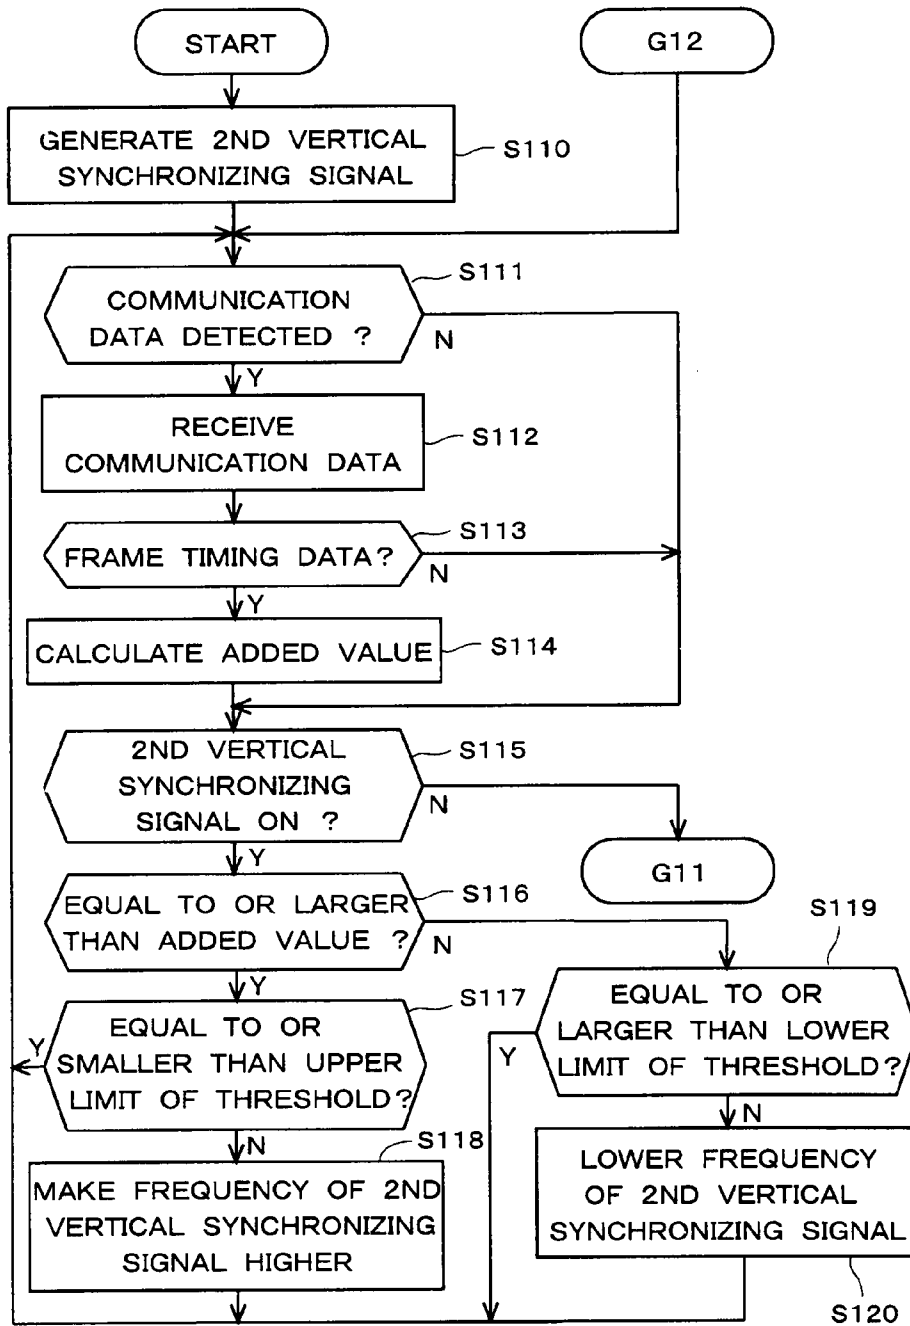 START
G12
GENERATE 2ND VERTICAL
SYNCHRONIZING SIGNAL
S110
S111
COMMUNICATION
DATA DETECTED ?
N
Y
RECEIVE
COMMUNICATION DATA
S112
S113
FRAME TIMING DATA?
N
Y
CALCULATE ADDED VALUE
S114
2ND VERTICAL
SYNCHRONIZING
SIGNAL ON ?
S115
N
Y
G11
EQUAL TO OR LARGER
THAN ADDED VALUE ?
S116
N
Y
S119
EQUAL TO OR
LARGER THAN LOWER
LIMIT OF THRESHOLD?
Y
N
S117
EQUAL TO OR
SMALLER THAN UPPER
LIMIT OF THRESHOLD?
Y
N
S118
MAKE FREQUENCY OF 2ND
VERTICAL SYNCHRONIZING
SIGNAL HIGHER
LOWER FREQUENCY
OF 2ND VERTICAL
SYNCHRONIZING SIGNAL
S120